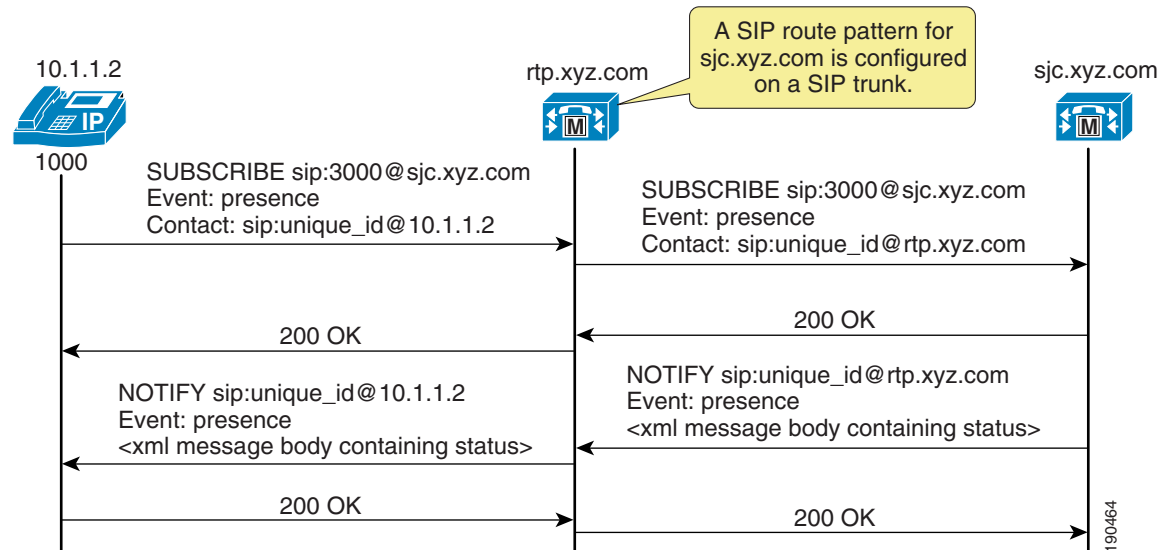 A SIP route pattern for
sjc.xyz.com is configured
on a SIP trunk.
10.1.1.2
rtp.xyz.com
sjc.xyz.com
IP
M
M
1000
SUBSCRIBE sip:3000@sjc.xyz.com
Event: presence
Contact: sip:unique_id@10.1.1.2
SUBSCRIBE sip:3000@sjc.xyz.com
Event: presence
Contact: sip:unique_id@rtp.xyz.com
200 OK
200 OK
NOTIFY sip:unique_id@10.1.1.2
Event: presence
<xml message body containing status>
NOTIFY sip:unique_id@rtp.xyz.com
Event: presence
<xml message body containing status>
200 OK
200 OK
190464